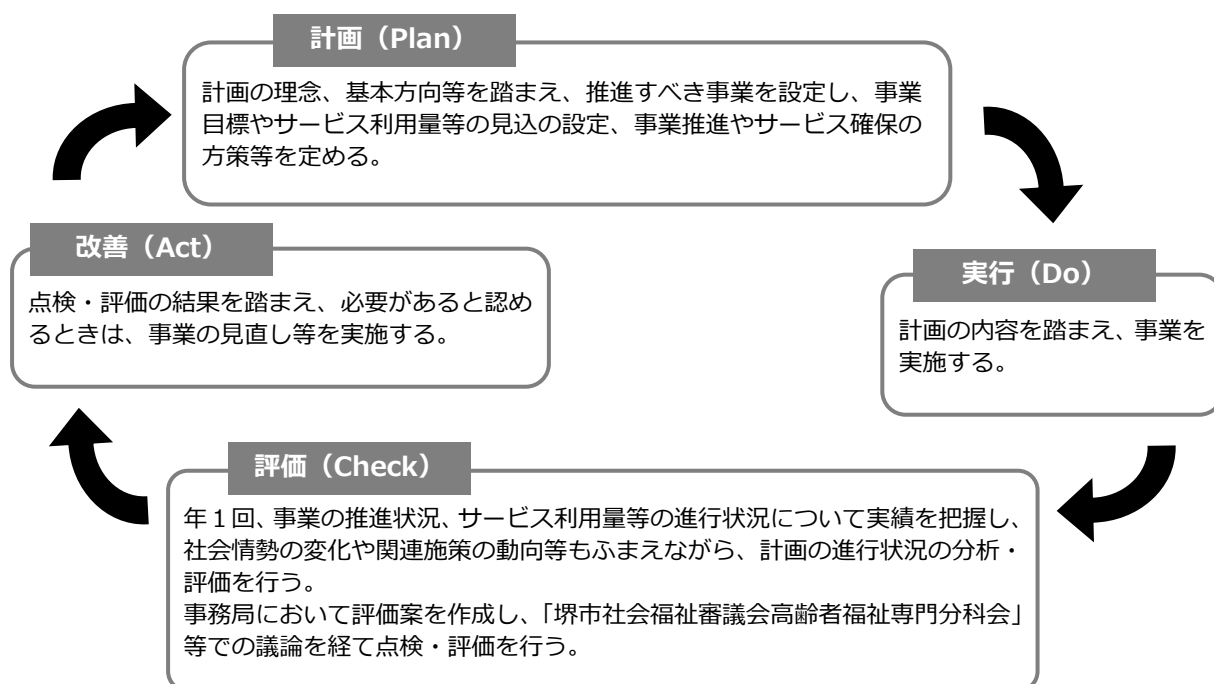 計画（Plan）
計画の理念、基本方向等を踏まえ、推進すべき事業を設定し、事業
目標やサービス利用量等の見込の設定、事業推進やサービス確保の
方策等を定める。
実行（Do）
計画の内容を踏まえ、事業を
実施する。
評価（Check）
年１回、事業の推進状況、サービス利用量等の進行状況について実績を把握し、
社会情勢の変化や関連施策の動向等もふまえながら、計画の進行状況の分析・
評価を行う。
事務局において評価案を作成し、「堺市社会福祉審議会高齢者福祉専門分科会」
等での議論を経て点検・評価を行う。
改善（Act）
点検・評価の結果を踏まえ、必要があると認め
るときは、事業の見直し等を実施する。